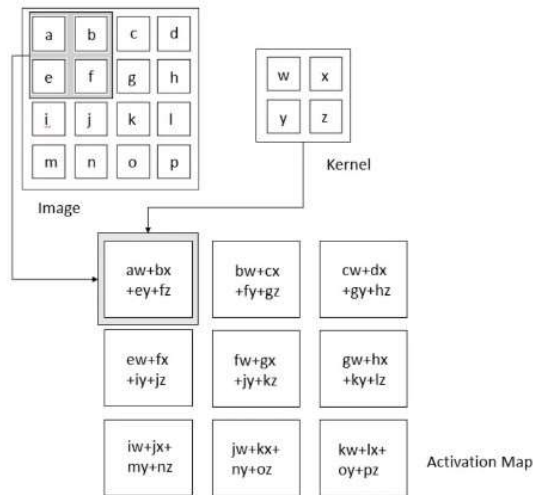 a b c d
e f g h
w x
i j k l
y z
m n o p
Kernel
Image
aw+bx
+ey+fz
bw+cx
+fy+gz
cw+dx
+gy+hz
ew+fx
+iy+jz
fw+gx
+jy+kz
gw+hx
+ky+lz
iw+jx+
my+nz
jw+kx+
ny+oz
kw+lx+
oy+pz
Activation Map